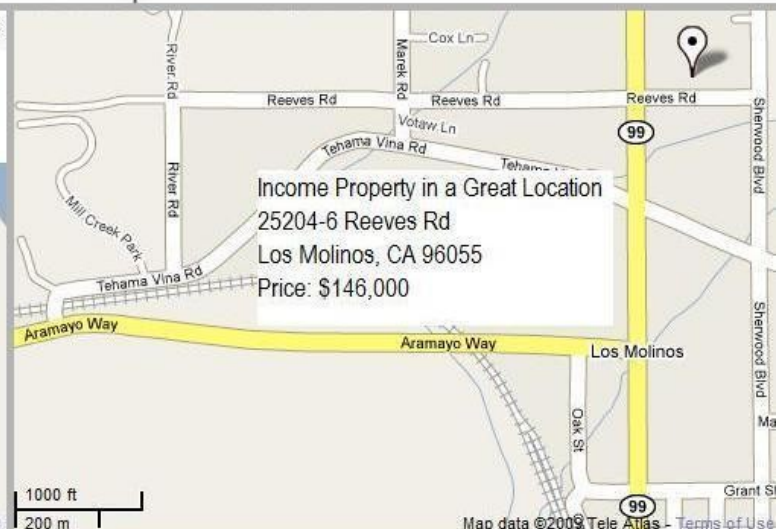 Cox Ln
River Rd
Marek Rd
Reeves Rd
Reeves Rd
Reeves Rd
Votaw Ln
99
Tehama Vina Rd
Sherwood Blvd
River Rd
Tehama
Income Property in a Great Location
25204-6 Reeves Rd
Los Molinos, CA 96055
Price: $146,000
Mill Creek Park
Tehama Vina Rd
Aramayo Way
Aramayo Way
Los Molinos
Sherwood Blvd
Oak St
Ma
Grant St
99
1000 ft
200 m
Map data ©2009 Tele Atlas - Terms of Use